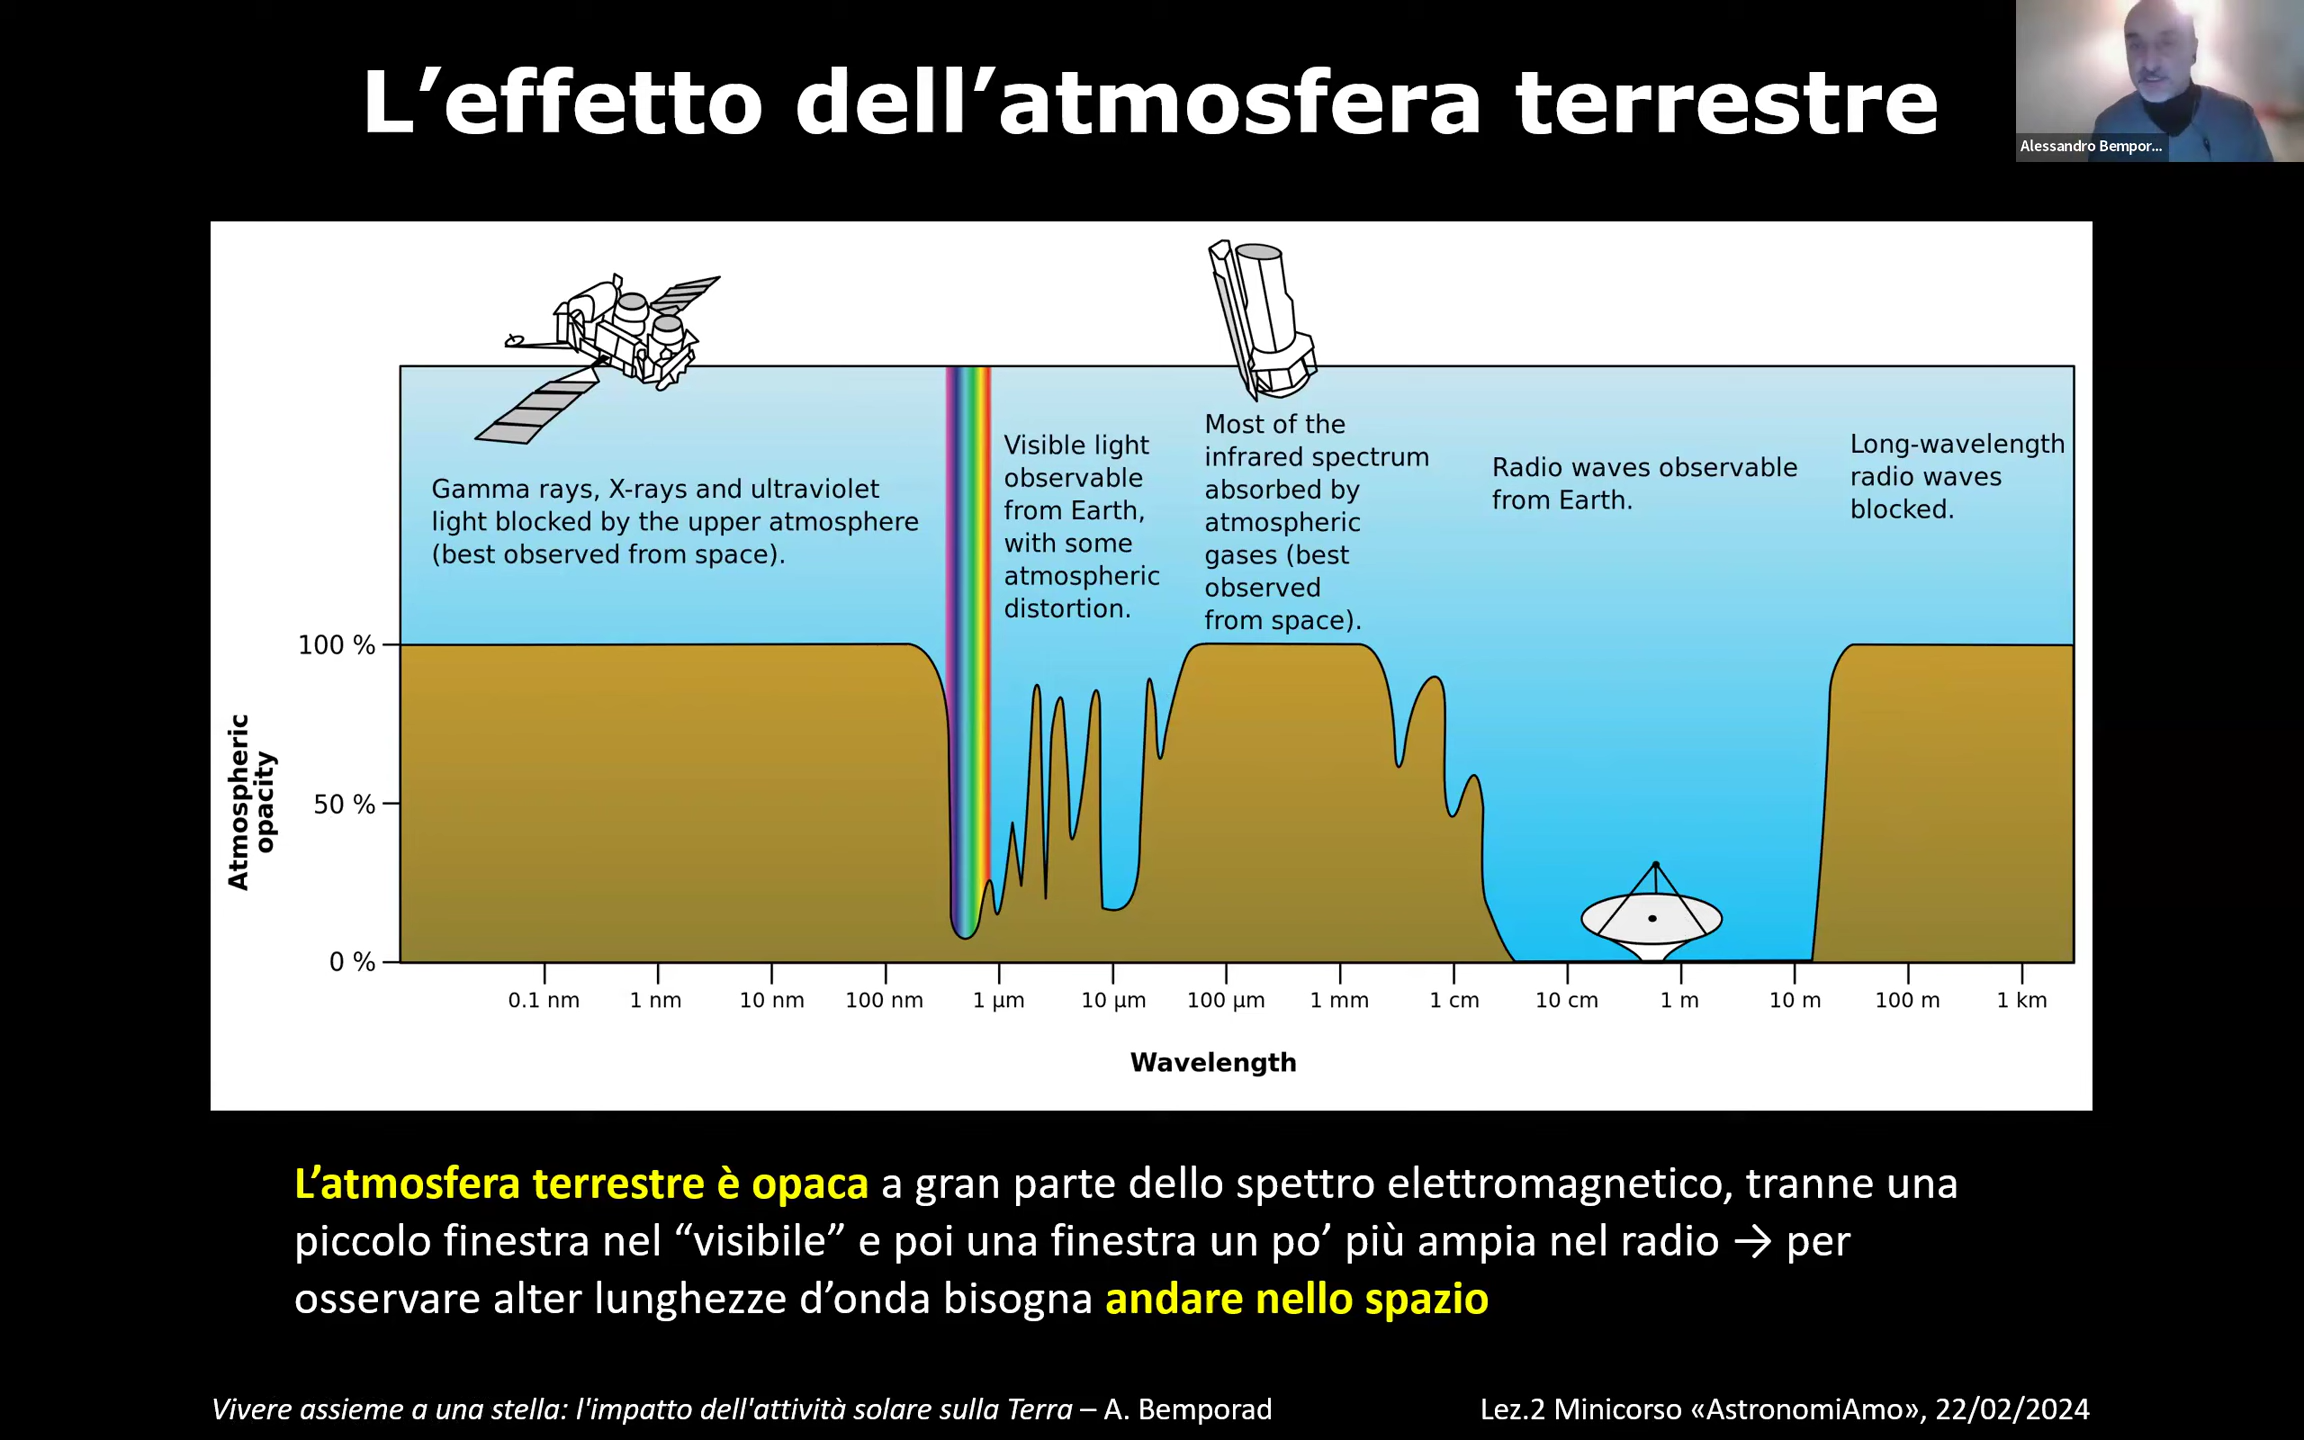 L’effetto dell’atmosfera terrestre
Alessandro Bempor...
Gamma rays, X-rays and ultraviolet
light blocked by the upper atmosphere
(best observed from space).
Visible light
observable
from Earth,
with some
atmospheric
distortion.
Most of the
infrared spectrum
absorbed by
atmospheric
gases (best
observed
from space).
Radio waves observable
from Earth.
Long-wavelength
radio waves
blocked.
Atmospheric
opacity
100 %
50 %
0 %
0.1 nm 1 nm 10 nm 100 nm 1 μm 10 μm 100 μm 1 mm 1 cm 10 cm 1 m 10 m 100 m 1 km
Wavelength
L’atmosfera terrestre è opaca a gran parte dello spettro elettromagnetico, tranne una
piccolo finestra nel “visibile” e poi una finestra un po’ più ampia nel radio → per
osservare alter lunghezze d’onda bisogna andare nello spazio
Vivere assieme a una stella: l'impatto dell'attività solare sulla Terra – A. Bemporad
Lez.2 Minicorso «AstronomiAmo», 22/02/2024